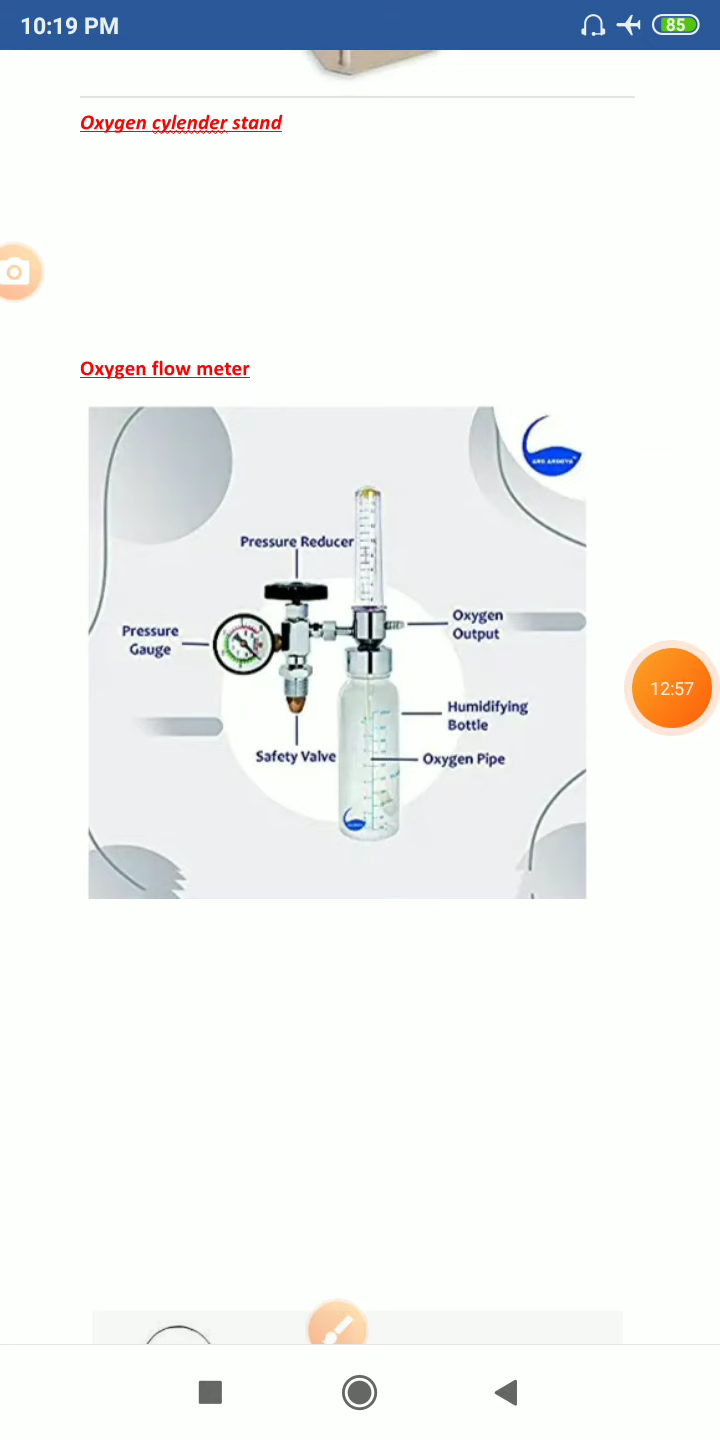 10:19 PM
85
Oxygen cylender stand
Oxygen flow meter
Pressure Reducer
Oxygen
Output
Pressure
Gauge
12:57
Humidifying
Bottle
Safety Valve
Oxygen Pipe